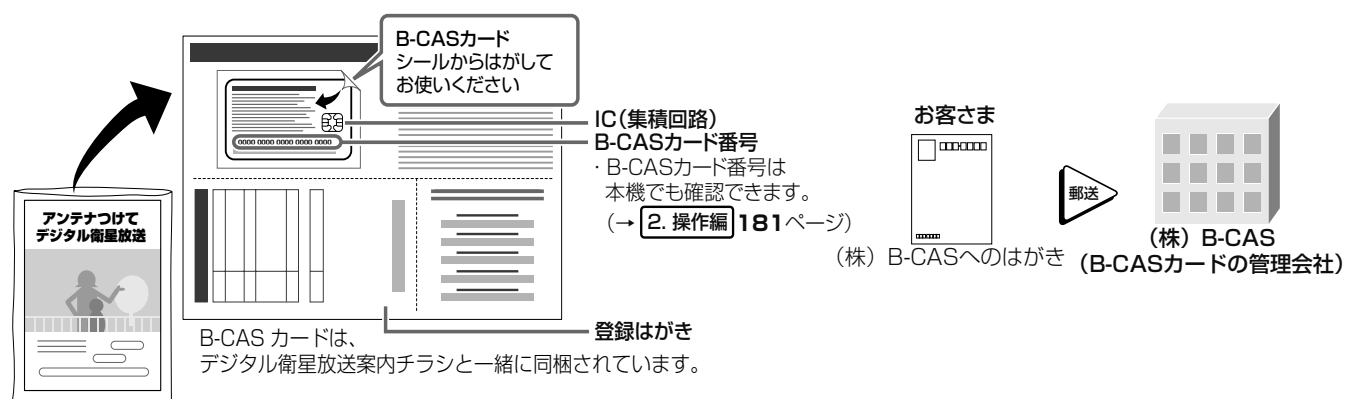 B-CASカード
シールからはがして
お使いください
0000 0000 0000 0000 0000
IC(集積回路)
B-CASカード番号
・B-CASカード番号は
本機でも確認できます。
(→ 2. 操作編 181ページ)
アンテナつけて
デジタル衛星放送
登録はがき
B-CAS カードは、
デジタル衛星放送案内チラシと一緒に同梱されています。
お客さま
(株) B-CASへのはがき
郵送
(株) B-CAS
(B-CASカードの管理会社)